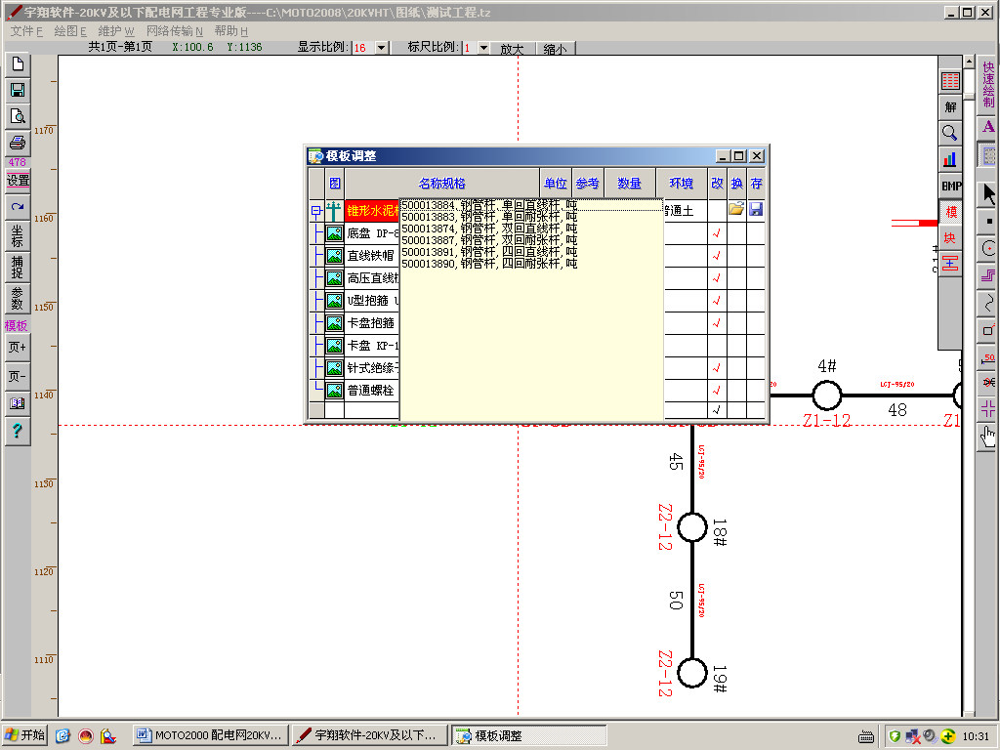 宇翔软件-20KV及以下配电网工程专业版----C:\MOTO2008\20KVHT\图纸\测试工程.tz
文件F 绘图E 维护W 网络传输N 帮助H
共1页-第1页 X:100.6 Y:1136 显示比例: 16 标尺比例: 1 放大 缩小
478
设置
坐标
捕捉
参数
模板
页+
页-
?
1170
1160
1150
1140
1130
1120
1110
模板调整
图 名称规格 单位 参考 数量 环境 改 换 存
锥形水泥 普通土
底盘 DP-8
直线铁帽
高压直线
U型抱箍 U
卡盘抱箍
卡盘 KP-1
针式绝缘
普通螺栓
500013884,钢管杆,单回直线杆,吨
500013883,钢管杆,单回耐张杆,吨
500013874,钢管杆,双回直线杆,吨
500013887,钢管杆,双回耐张杆,吨
500013891,钢管杆,四回直线杆,吨
500013890,钢管杆,四回耐张杆,吨
解
BMP
模
块
快速绘制
A
50
4#
LGJ-95/20
48
Z1-12
Z1
45
LGJ-95/20
Z2-12
18#
50
LGJ-95/20
Z2-12
19#
开始 MOTO2000 配电网20KV... 宇翔软件-20KV及以下... 模板调整 10:31